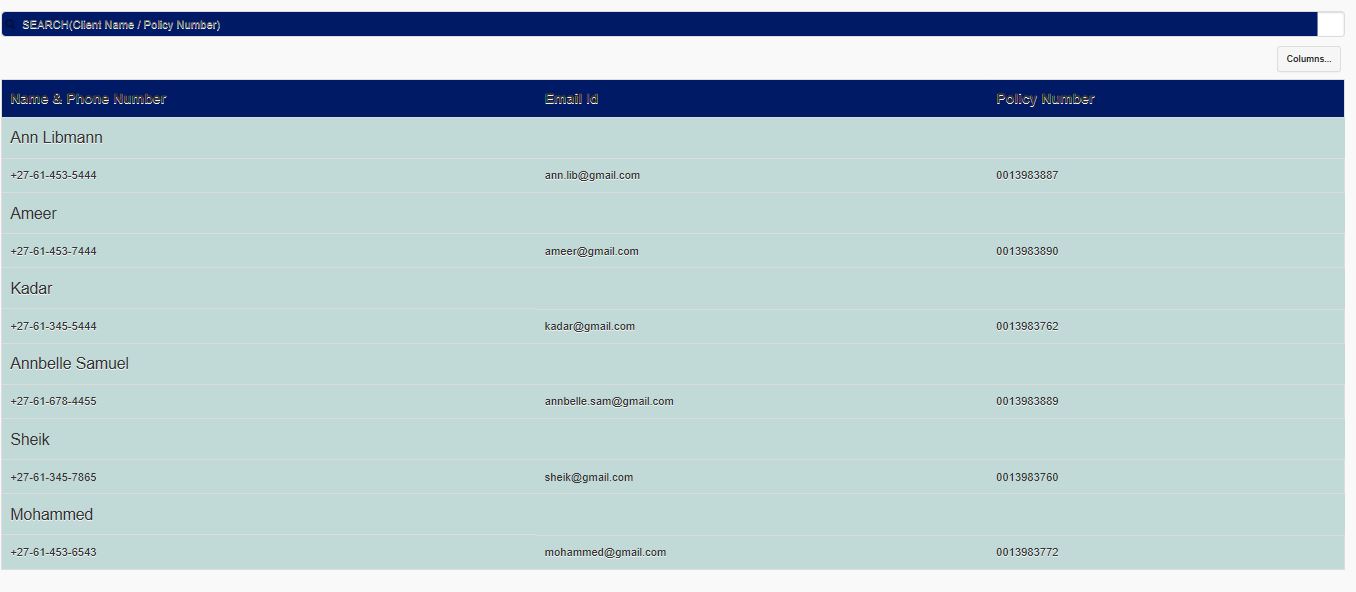 SEARCH(Client Name / Policy Number)
Columns...
Name & Phone Number Email Id Policy Number
Ann Libmann
+27-61-453-5444 ann.lib@gmail.com 0013983887
Ameer
+27-61-453-7444 ameer@gmail.com 0013983890
Kadar
+27-61-345-5444 kadar@gmail.com 0013983762
Annbelle Samuel
+27-61-678-4455 annbelle.sam@gmail.com 0013983889
Sheik
+27-61-345-7865 sheik@gmail.com 0013983760
Mohammed
+27-61-453-6543 mohammed@gmail.com 0013983772